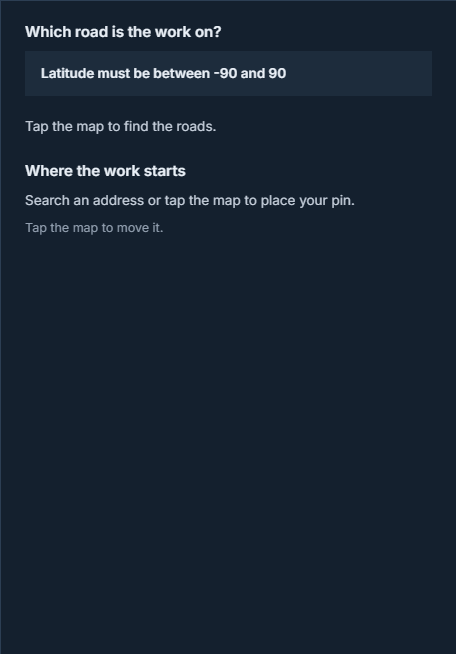 Which road is the work on?
Latitude must be between -90 and 90
Tap the map to find the roads.
Where the work starts
Search an address or tap the map to place your pin.
Tap the map to move it.